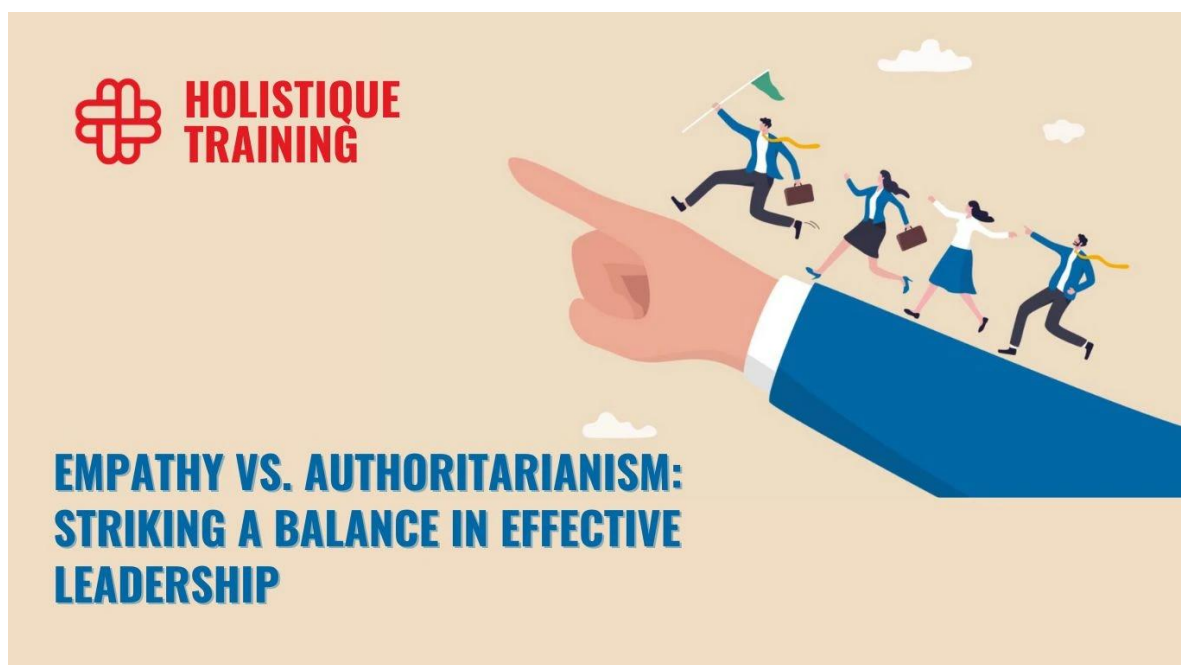 HOLISTIQUE
TRAINING
EMPATHY VS. AUTHORITARIANISM:
STRIKING A BALANCE IN EFFECTIVE
LEADERSHIP